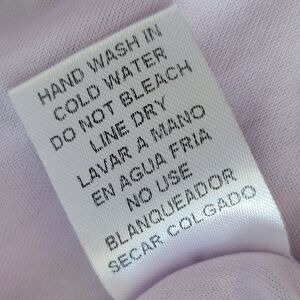 HAND WASH IN
COLD WATER
DO NOT BLEACH
LINE DRY
LAVAR A MANO
EN AGUA FRIA
NO USE
BLANQUEADOR
SECAR COLGADO